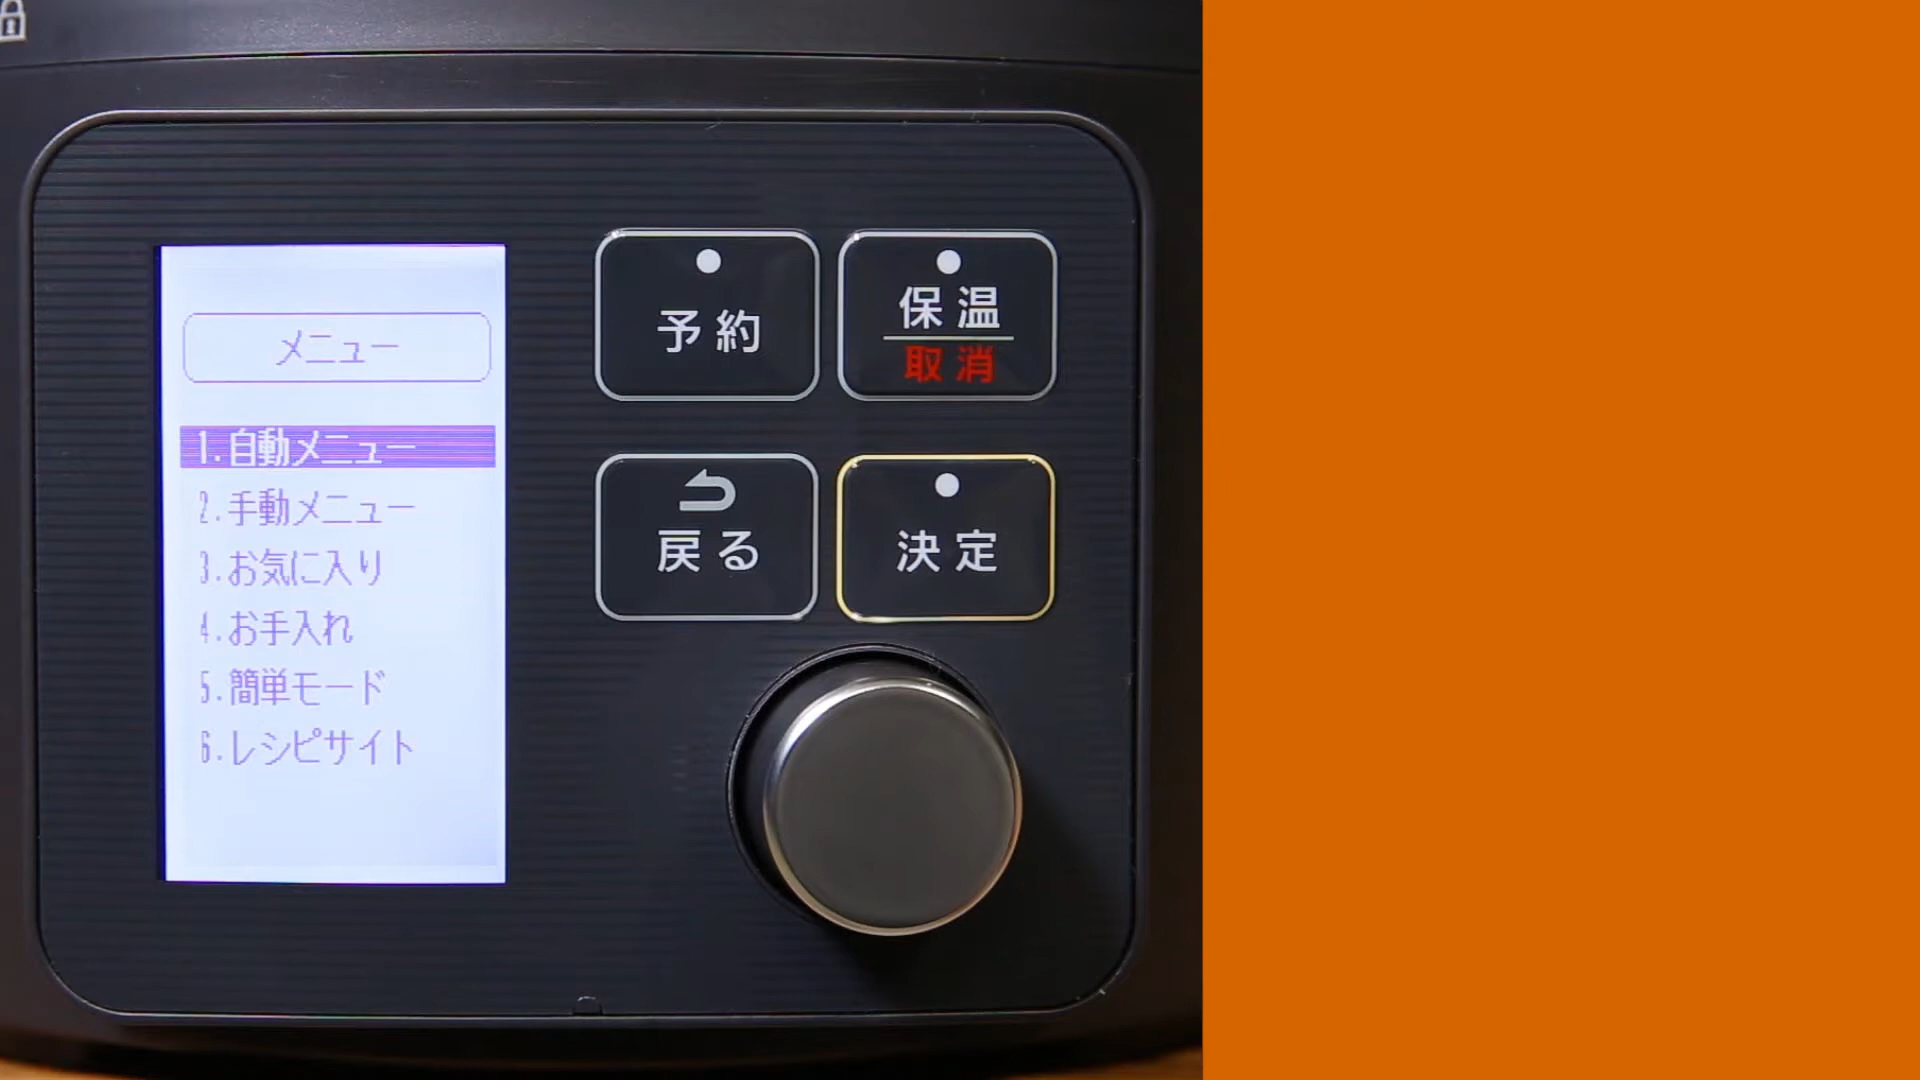 メニュー
1.自動メニュー
2.手動メニュー
3.お気に入り
4.お手入れ
5.簡単モード
6.レシピサイト
予約
保温
取消
戻る
決定